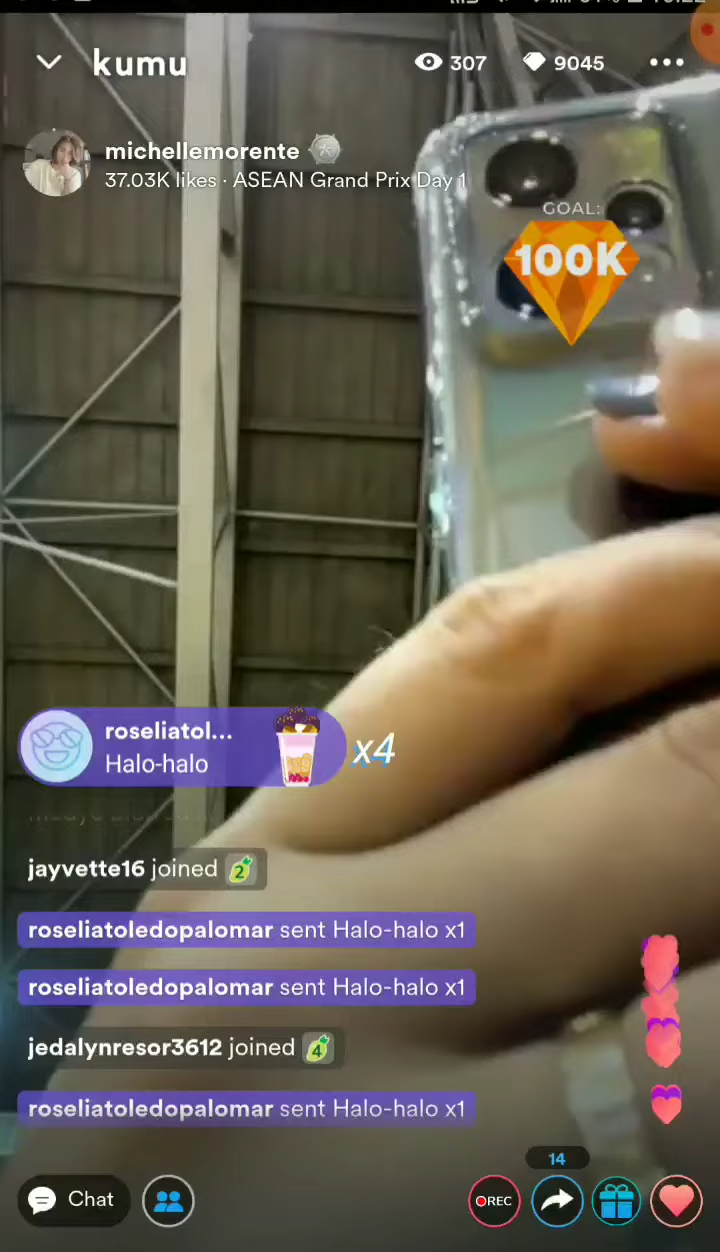 kumu
307
9045
michellemorente
37.03K likes · ASEAN Grand Prix Day 1
GOAL:
100K
roseliatol...
Halo-halo
x4
jayvette16 joined 2
roseliatoledopalomar sent Halo-halo x1
roseliatoledopalomar sent Halo-halo x1
jedalynresor3612 joined 4
roseliatoledopalomar sent Halo-halo x1
14
Chat
REC